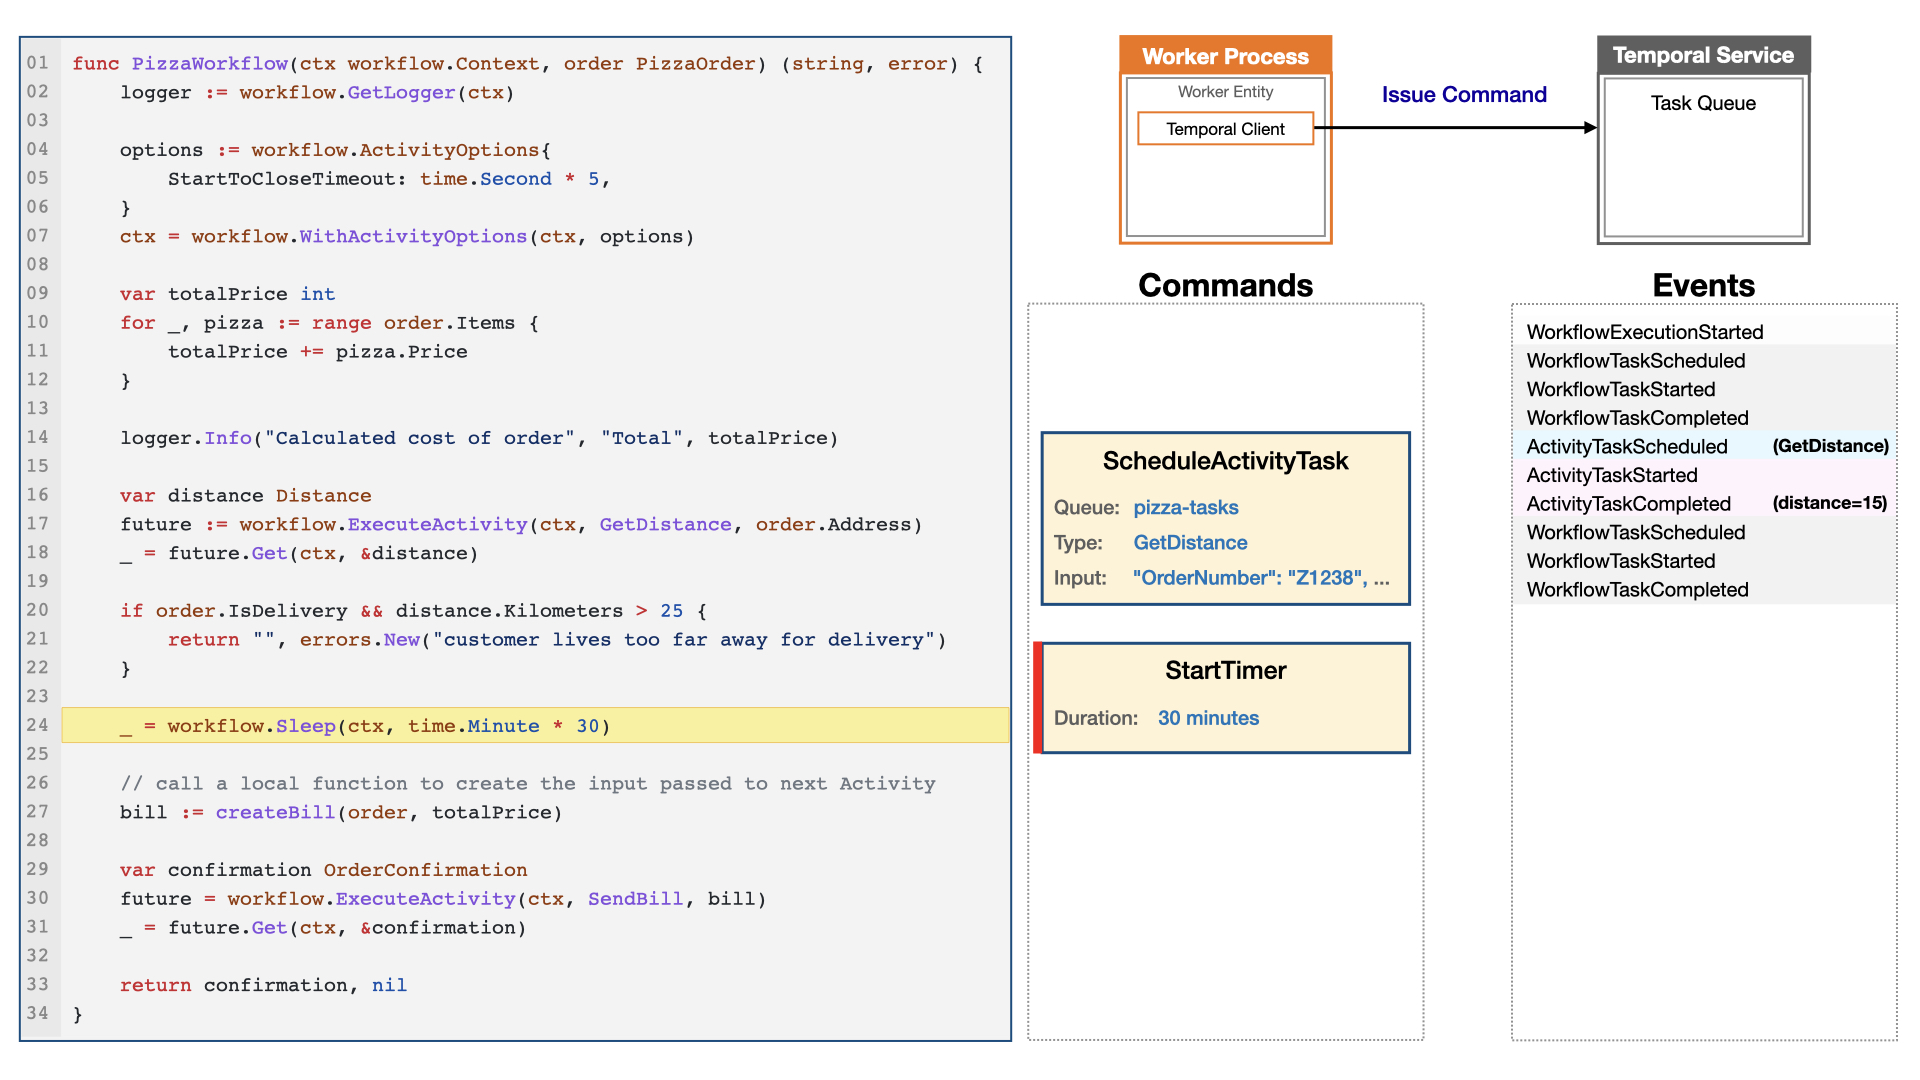 01 func PizzaWorkflow(ctx workflow.Context, order PizzaOrder) (string, error) {
02     logger := workflow.GetLogger(ctx)
03
04     options := workflow.ActivityOptions{
05         StartToCloseTimeout: time.Second * 5,
06     }
07     ctx = workflow.WithActivityOptions(ctx, options)
08
09     var totalPrice int
10     for _, pizza := range order.Items {
11         totalPrice += pizza.Price
12     }
13
14     logger.Info("Calculated cost of order", "Total", totalPrice)
15
16     var distance Distance
17     future := workflow.ExecuteActivity(ctx, GetDistance, order.Address)
18     _ = future.Get(ctx, &distance)
19
20     if order.IsDelivery && distance.Kilometers > 25 {
21         return "", errors.New("customer lives too far away for delivery")
22     }
23
24     _ = workflow.Sleep(ctx, time.Minute * 30)
25
26     // call a local function to create the input passed to next Activity
27     bill := createBill(order, totalPrice)
28
29     var confirmation OrderConfirmation
30     future = workflow.ExecuteActivity(ctx, SendBill, bill)
31     _ = future.Get(ctx, &confirmation)
32
33     return confirmation, nil
34 }
Worker Process
Worker Entity
Temporal Client
Issue Command
Temporal Service
Task Queue
Commands
ScheduleActivityTask
Queue: pizza-tasks
Type: GetDistance
Input: "OrderNumber": "Z1238", ...
StartTimer
Duration: 30 minutes
Events
WorkflowExecutionStarted
WorkflowTaskScheduled
WorkflowTaskStarted
WorkflowTaskCompleted
ActivityTaskScheduled (GetDistance)
ActivityTaskStarted
ActivityTaskCompleted (distance=15)
WorkflowTaskScheduled
WorkflowTaskStarted
WorkflowTaskCompleted